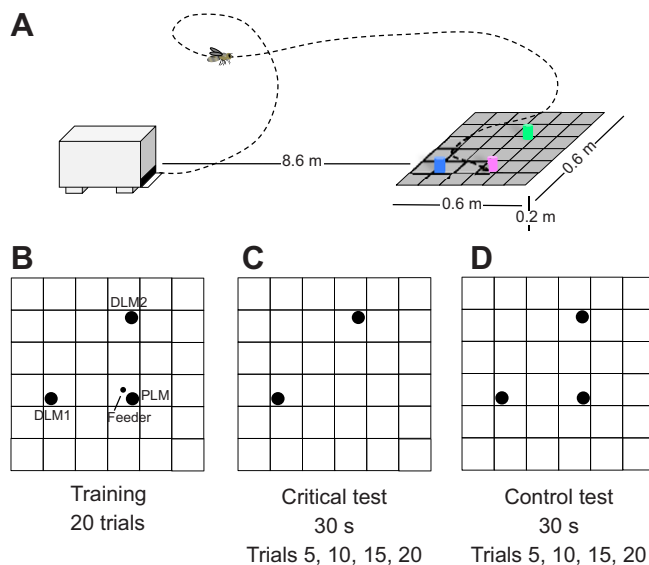 A
8.6 m
0.6 m
0.6 m
0.2 m
B
DLM2
PLM
DLM1
Feeder
Training
20 trials
C
Critical test
30 s
Trials 5, 10, 15, 20
D
Control test
30 s
Trials 5, 10, 15, 20